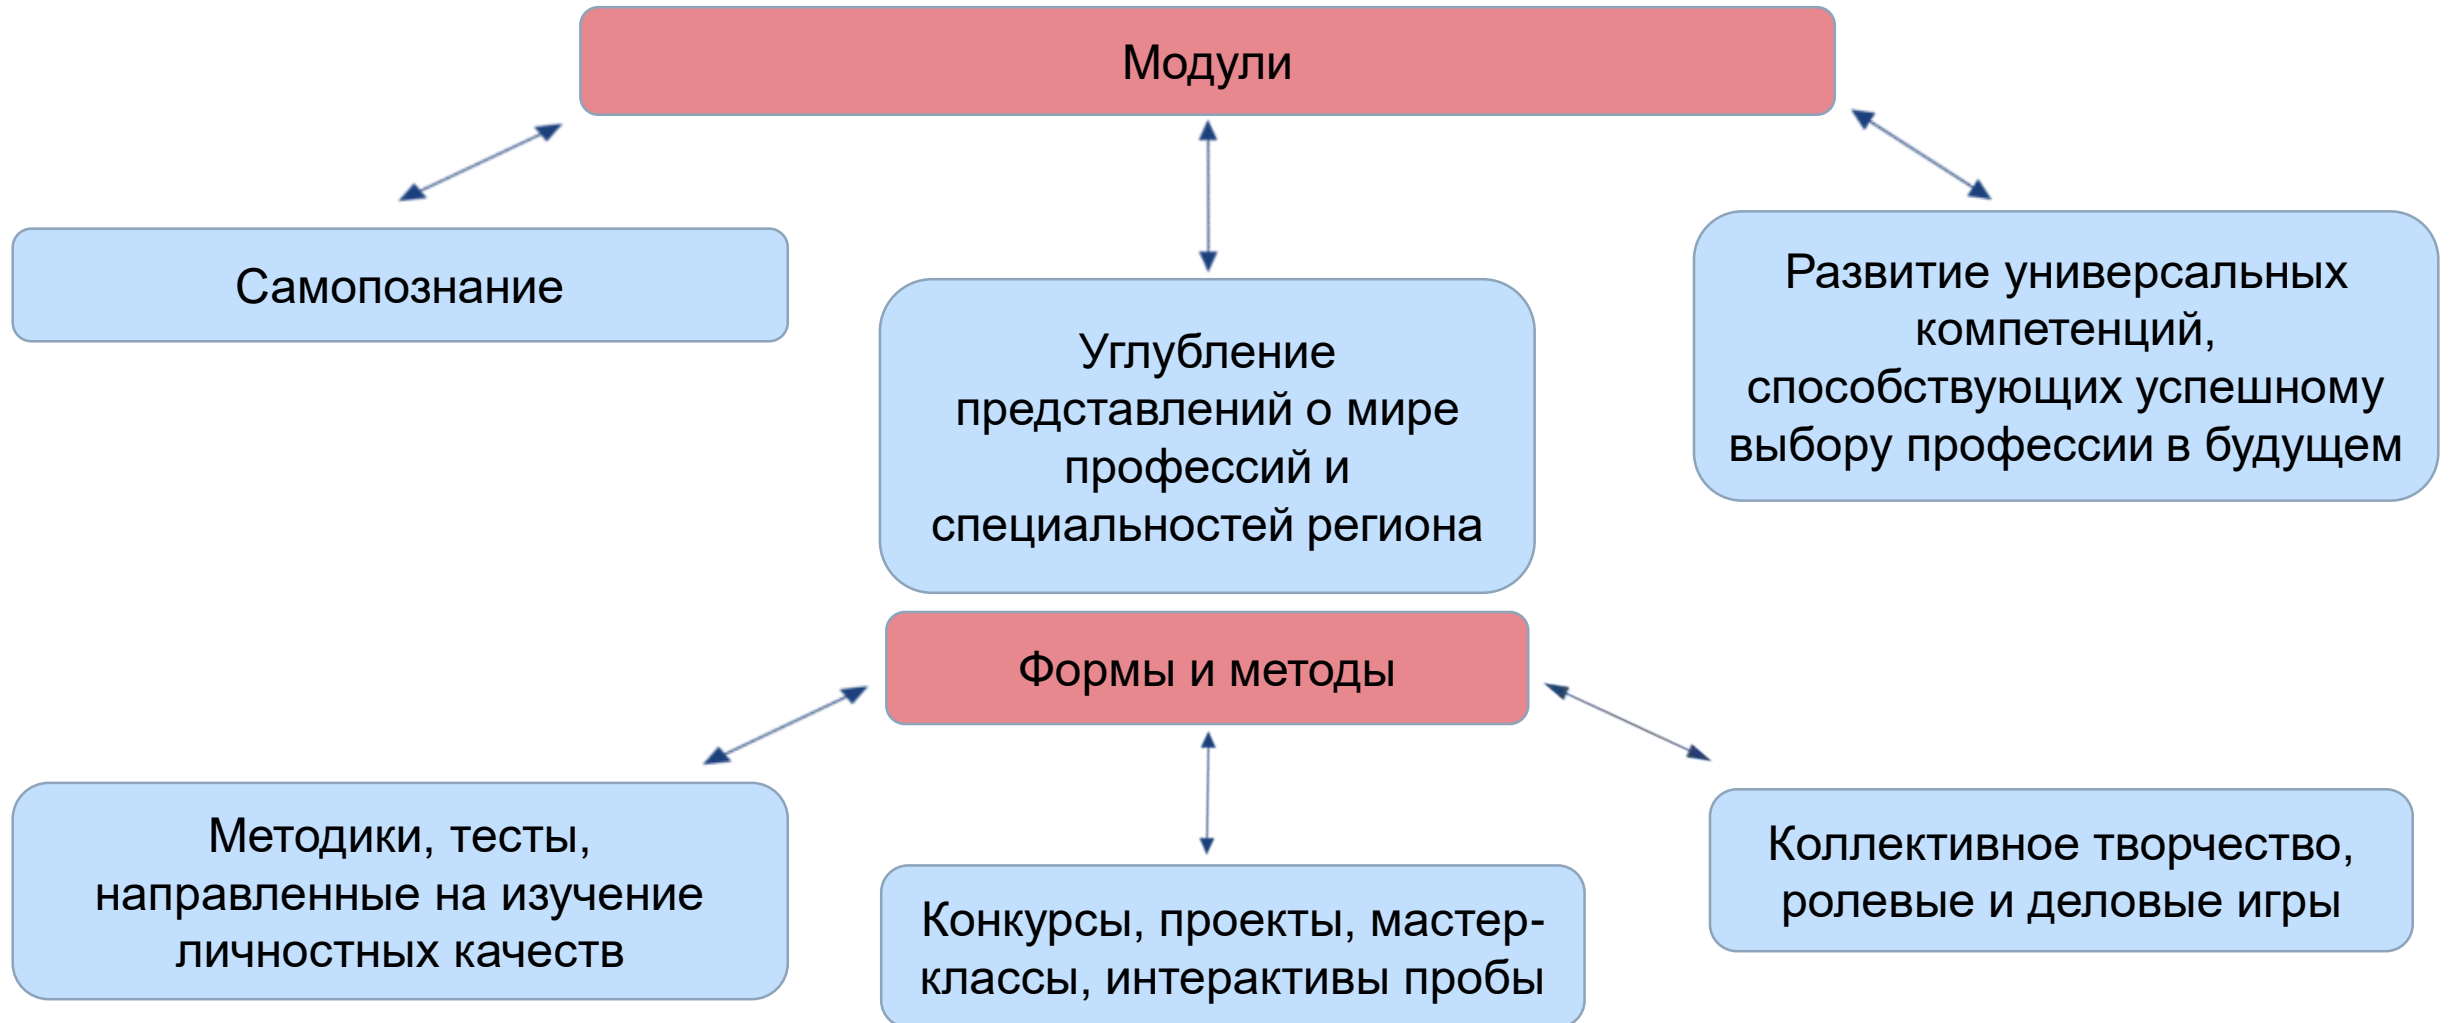 Модули
Самопознание
Углубление
представлений о мире
профессий и
специальностей региона
Развитие универсальных
компетенций,
способствующих успешному
выбору профессии в будущем
Формы и методы
Методики, тесты,
направленные на изучение
личностных качеств
Конкурсы, проекты, мастер-
классы, интерактивы пробы
Коллективное творчество,
ролевые и деловые игры